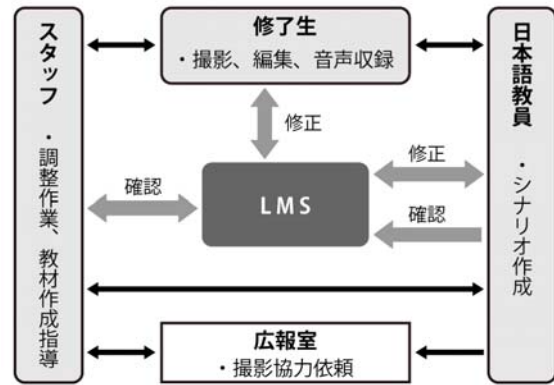 スタッフ
・調整作業、教材作成指導
修了生
・撮影、編集、音声収録
日本語教員
・シナリオ作成
修正
修正
確認
LMS
確認
広報室
・撮影協力依頼